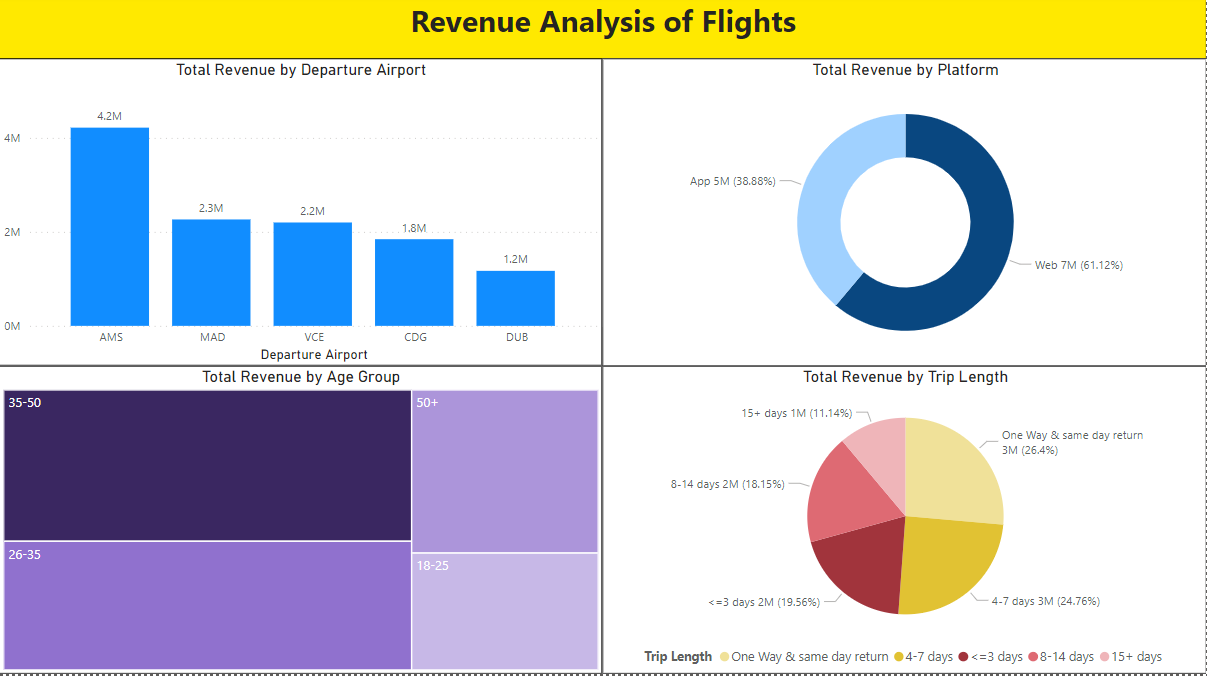 Revenue Analysis of Flights
Total Revenue by Departure Airport
4.2M
4M
2.3M
2.2M
2M
1.8M
1.2M
0M
AMS MAD VCE CDG DUB
Departure Airport
Total Revenue by Platform
App 5M (38.88%)
Web 7M (61.12%)
Total Revenue by Age Group
35-50
50+
26-35
18-25
Total Revenue by Trip Length
15+ days 1M (11.14%)
One Way & same day return
3M (26.4%)
8-14 days 2M (18.15%)
<=3 days 2M (19.56%)
4-7 days 3M (24.76%)
Trip Length One Way & same day return 4-7 days <=3 days 8-14 days 15+ days